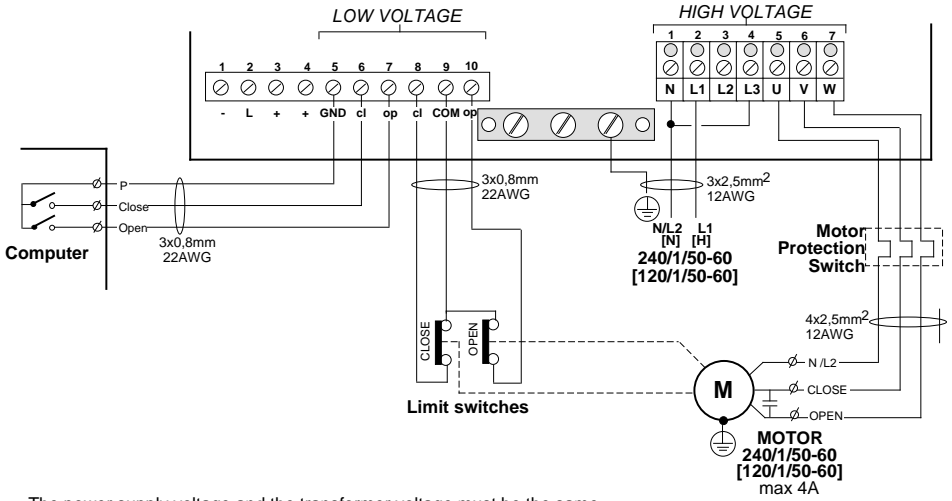 LOW VOLTAGE
HIGH VOLTAGE
1 2 3 4 5 6 7 8 9 10
- L + + GND cl op cl COM op
1 2 3 4 5 6 7
N L1 L2 L3 U V W
P
Close
Open
Computer
3x0,8mm
22AWG
3x0,8mm
22AWG
3x2,5mm2
12AWG
N/L2 L1
[N] [H]
240/1/50-60
[120/1/50-60]
Motor
Protection
Switch
4x2,5mm2
12AWG
CLOSE
OPEN
Limit switches
M
N /L2
CLOSE
OPEN
MOTOR
240/1/50-60
[120/1/50-60]
max 4A
The power supply voltage and the transformer voltage must be the same